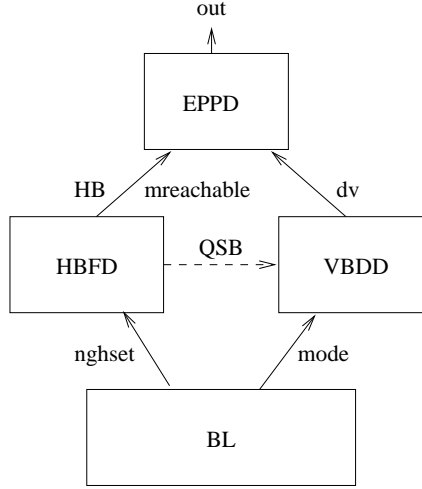 out
EPPD
HB mreachable dv
QSB
HBFD VBDD
nghset mode
BL